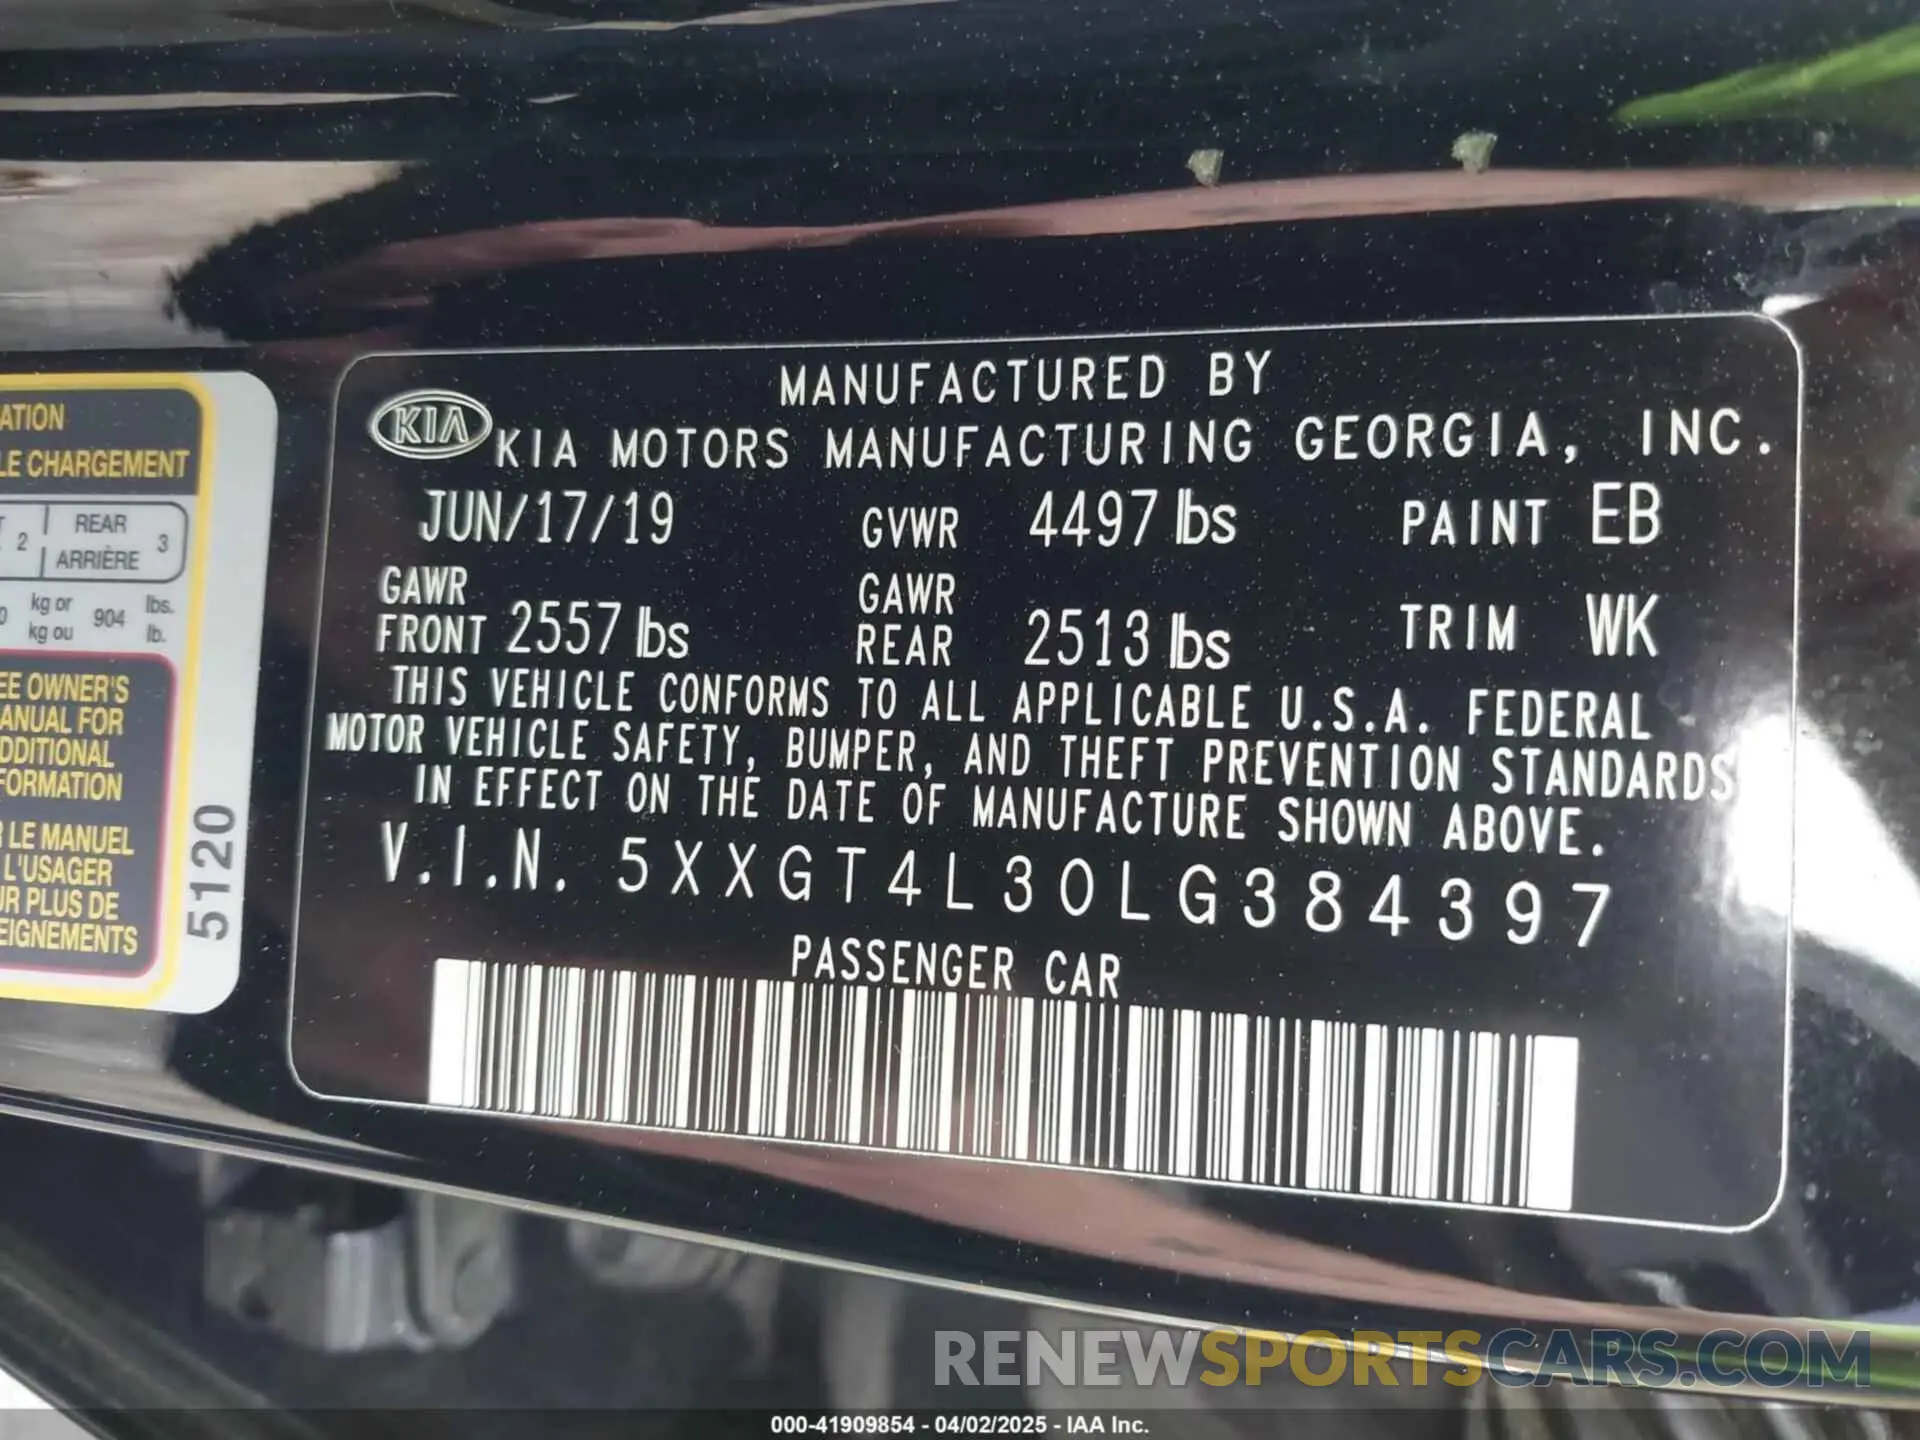 ATION
LE CHARGEMENT
2 REAR ARRIÈRE 3
kg or 904 lbs.
kg ou lb.
EE OWNER'S
ANUAL FOR
DDITIONAL
FORMATION
R LE MANUEL
L'USAGER
UR PLUS DE
EIGNEMENTS
5120
MANUFACTURED BY
KIA KIA MOTORS MANUFACTURING GEORGIA, INC.
JUN/17/19 GVWR 4497 lbs PAINT EB
GAWR FRONT 2557 lbs GAWR REAR 2513 lbs TRIM WK
THIS VEHICLE CONFORMS TO ALL APPLICABLE U.S.A. FEDERAL
MOTOR VEHICLE SAFETY, BUMPER, AND THEFT PREVENTION STANDARDS
IN EFFECT ON THE DATE OF MANUFACTURE SHOWN ABOVE.
V.I.N. 5XXGT4L30LG384397
PASSENGER CAR
RENEWSPORTSCARS.COM
000-41909854 - 04/02/2025 - IAA Inc.